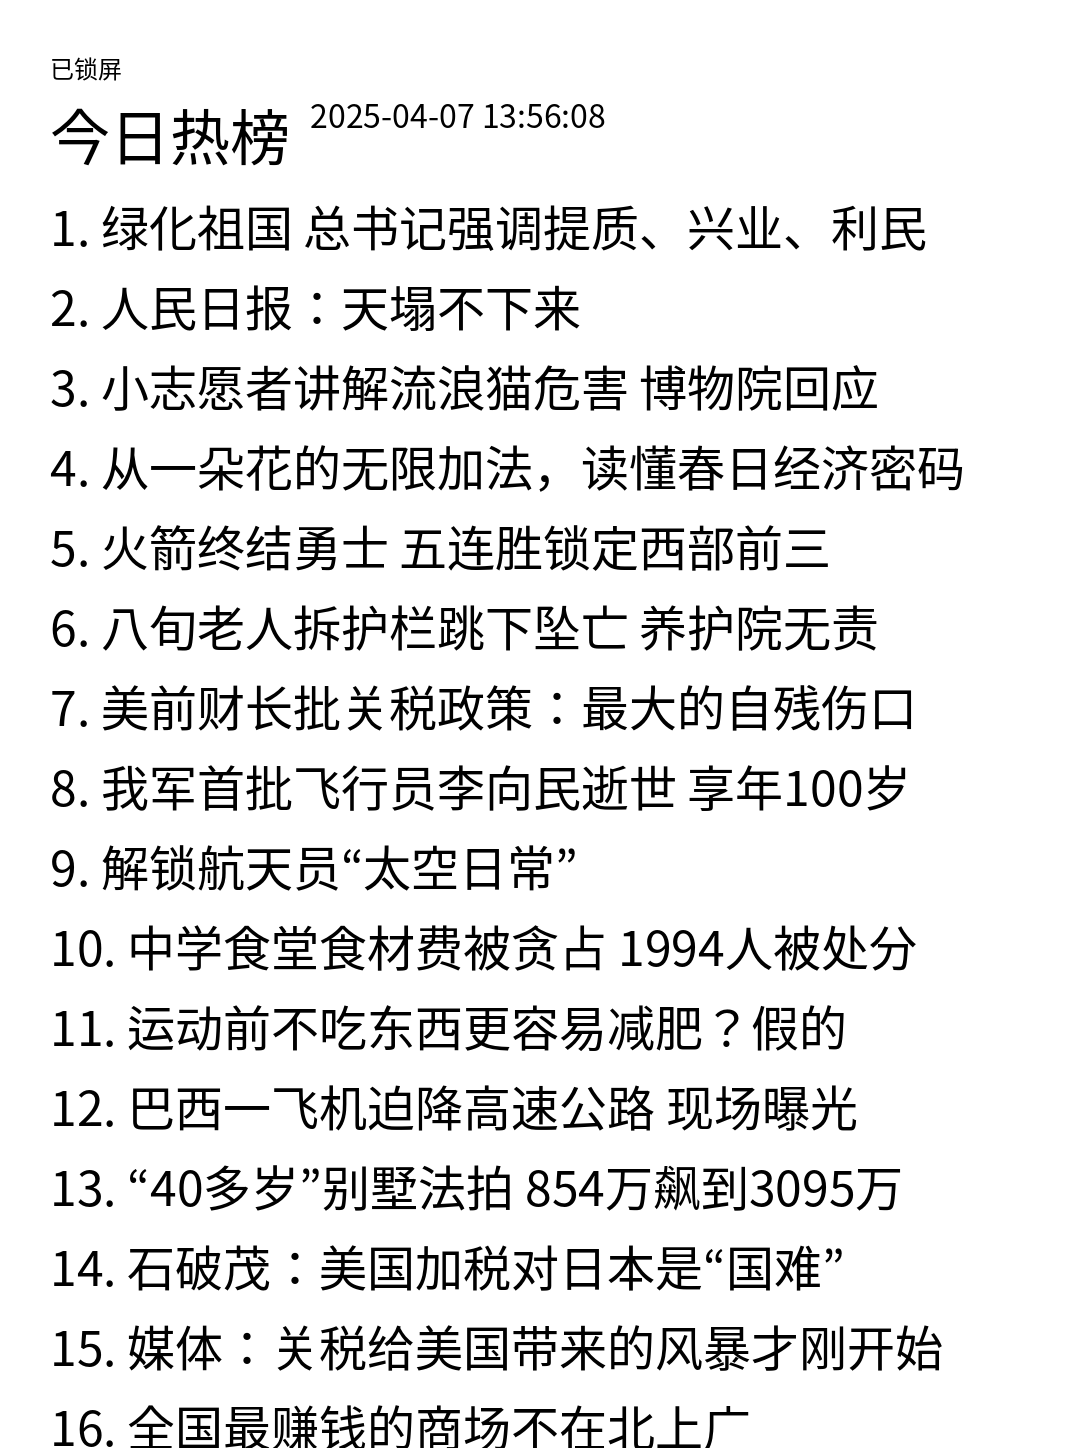 已锁屏
今日热榜 2025-04-07 13:56:08
1. 绿化祖国 总书记强调提质、兴业、利民
2. 人民日报：天塌不下来
3. 小志愿者讲解流浪猫危害 博物院回应
4. 从一朵花的无限加法，读懂春日经济密码
5. 火箭终结勇士 五连胜锁定西部前三
6. 八旬老人拆护栏跳下坠亡 养护院无责
7. 美前财长批关税政策：最大的自残伤口
8. 我军首批飞行员李向民逝世 享年100岁
9. 解锁航天员“太空日常”
10. 中学食堂食材费被贪占 1994人被处分
11. 运动前不吃东西更容易减肥？假的
12. 巴西一飞机迫降高速公路 现场曝光
13. “40多岁”别墅法拍 854万飙到3095万
14. 石破茂：美国加税对日本是“国难”
15. 媒体：关税给美国带来的风暴才刚开始
16. 全国最赚钱的商场不在北上广